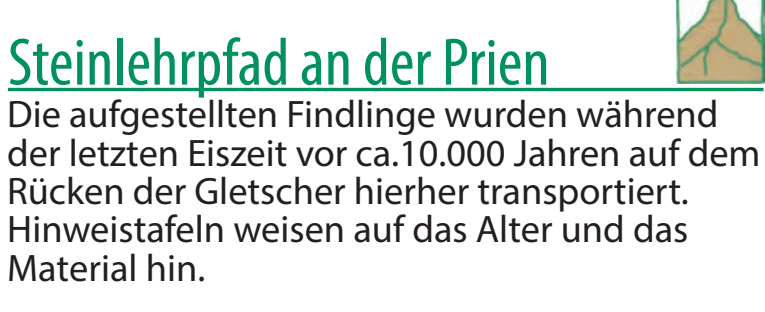 Steinlehrpfad an der Prien
Die aufgestellten Findlinge wurden während
der letzten Eiszeit vor ca.10.000 Jahren auf dem
Rücken der Gletscher hierher transportiert.
Hinweistafeln weisen auf das Alter und das
Material hin.